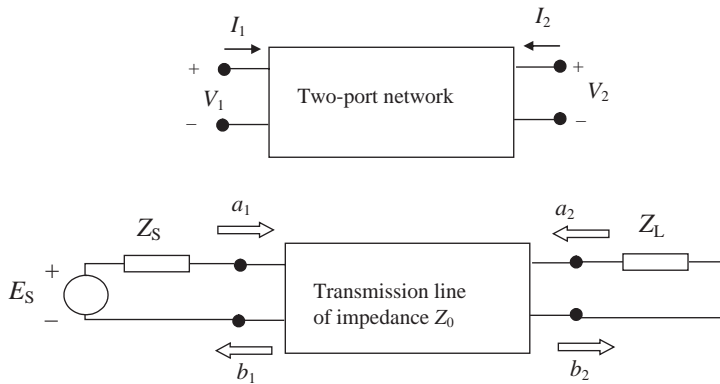 I1 I2
+ +
V1 Two-port network V2
– –
a1 a2
ZS ZL
+
ES Transmission line
of impedance Z0
–
b1 b2